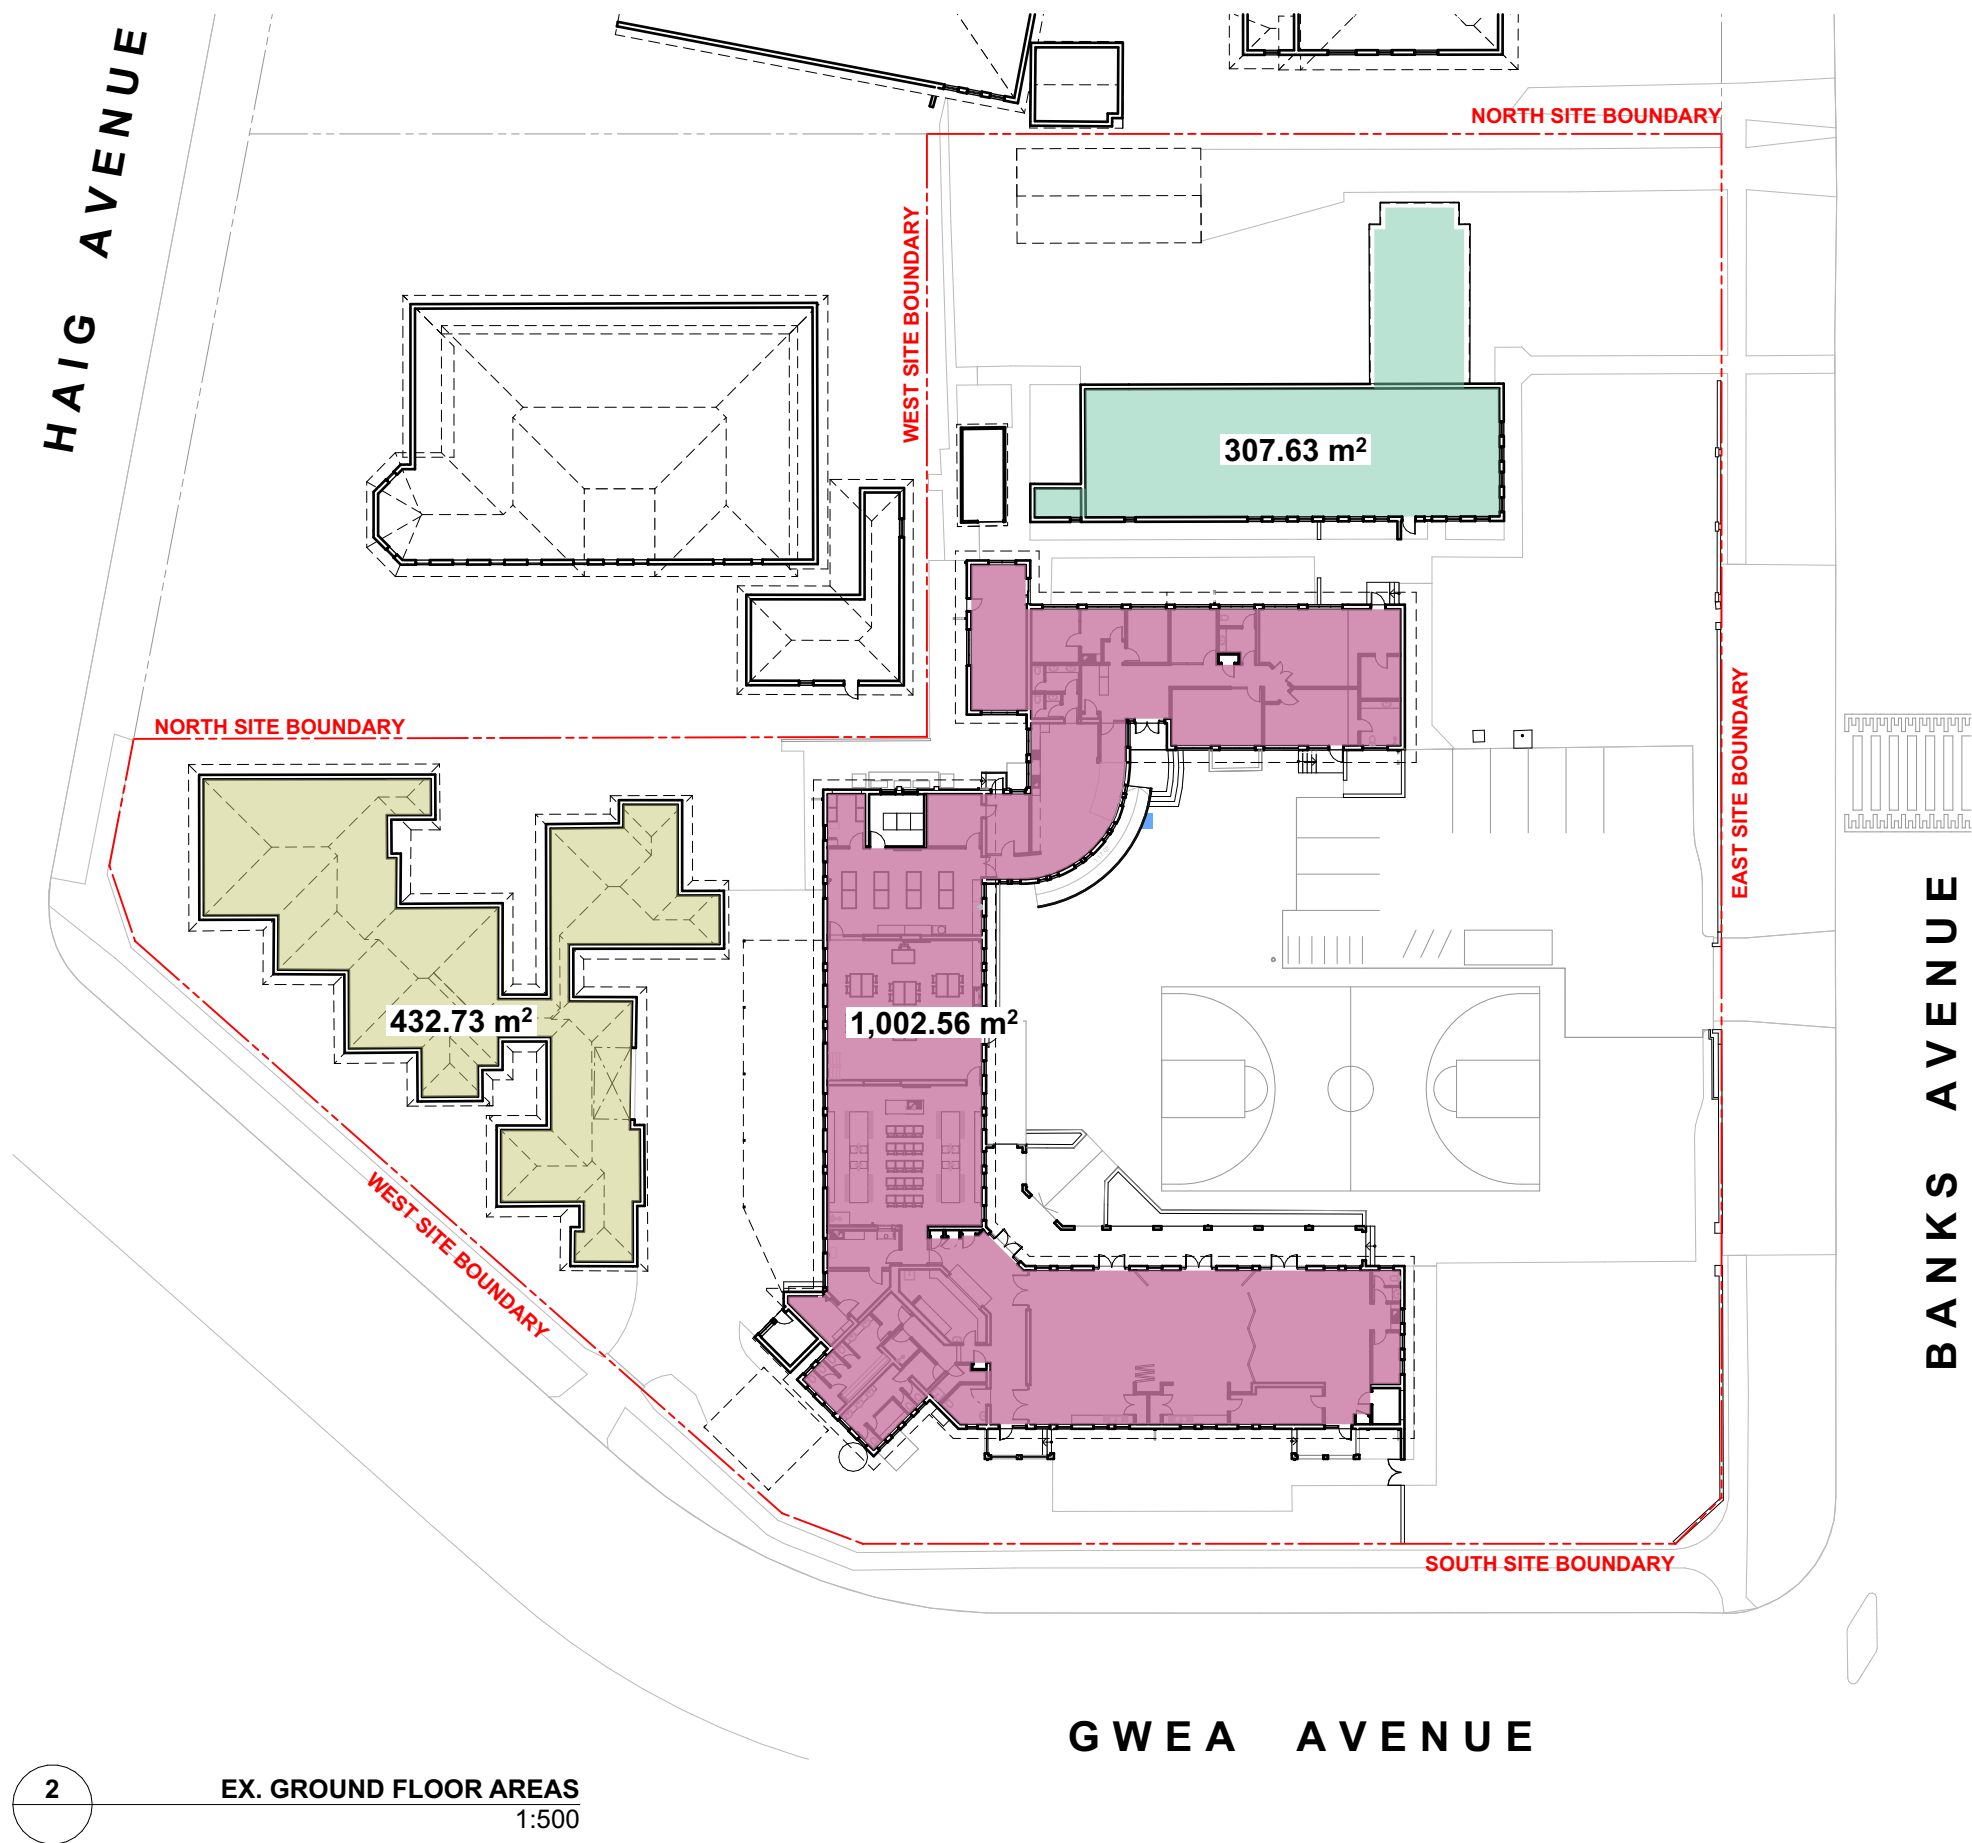 HAIG AVENUE
NORTH SITE BOUNDARY
WEST SITE BOUNDARY
307.63 m²
NORTH SITE BOUNDARY
EAST SITE BOUNDARY
432.73 m²
1,002.56 m²
BANKS AVENUE
WEST SITE BOUNDARY
SOUTH SITE BOUNDARY
GWEA AVENUE
2
EX. GROUND FLOOR AREAS
1:500